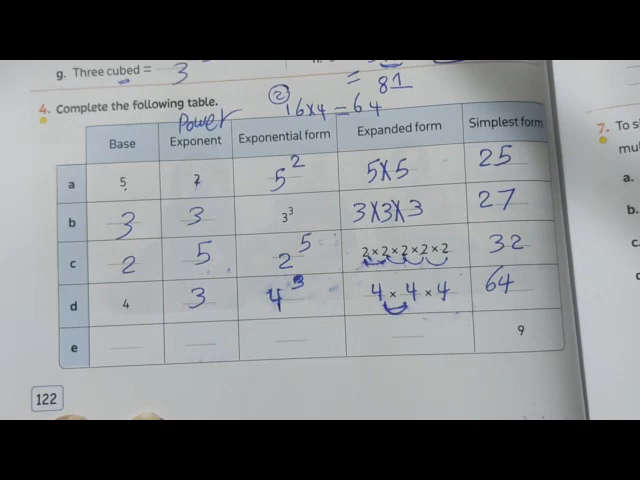 g. Three cubed = 3
= 81
4. Complete the following table.
② 16x4 = 64
Power
Base Exponent Exponential form Expanded form Simplest form
a 5 5² 5x5 25
b 3 3 3³ 3x3x3 27
c 2 5 2⁵ 2 × 2 × 2 × 2 × 2 32
d 4 3 4³ 4 × 4 × 4 64
e 9
122
7. To si
mul
a.
b.
c.